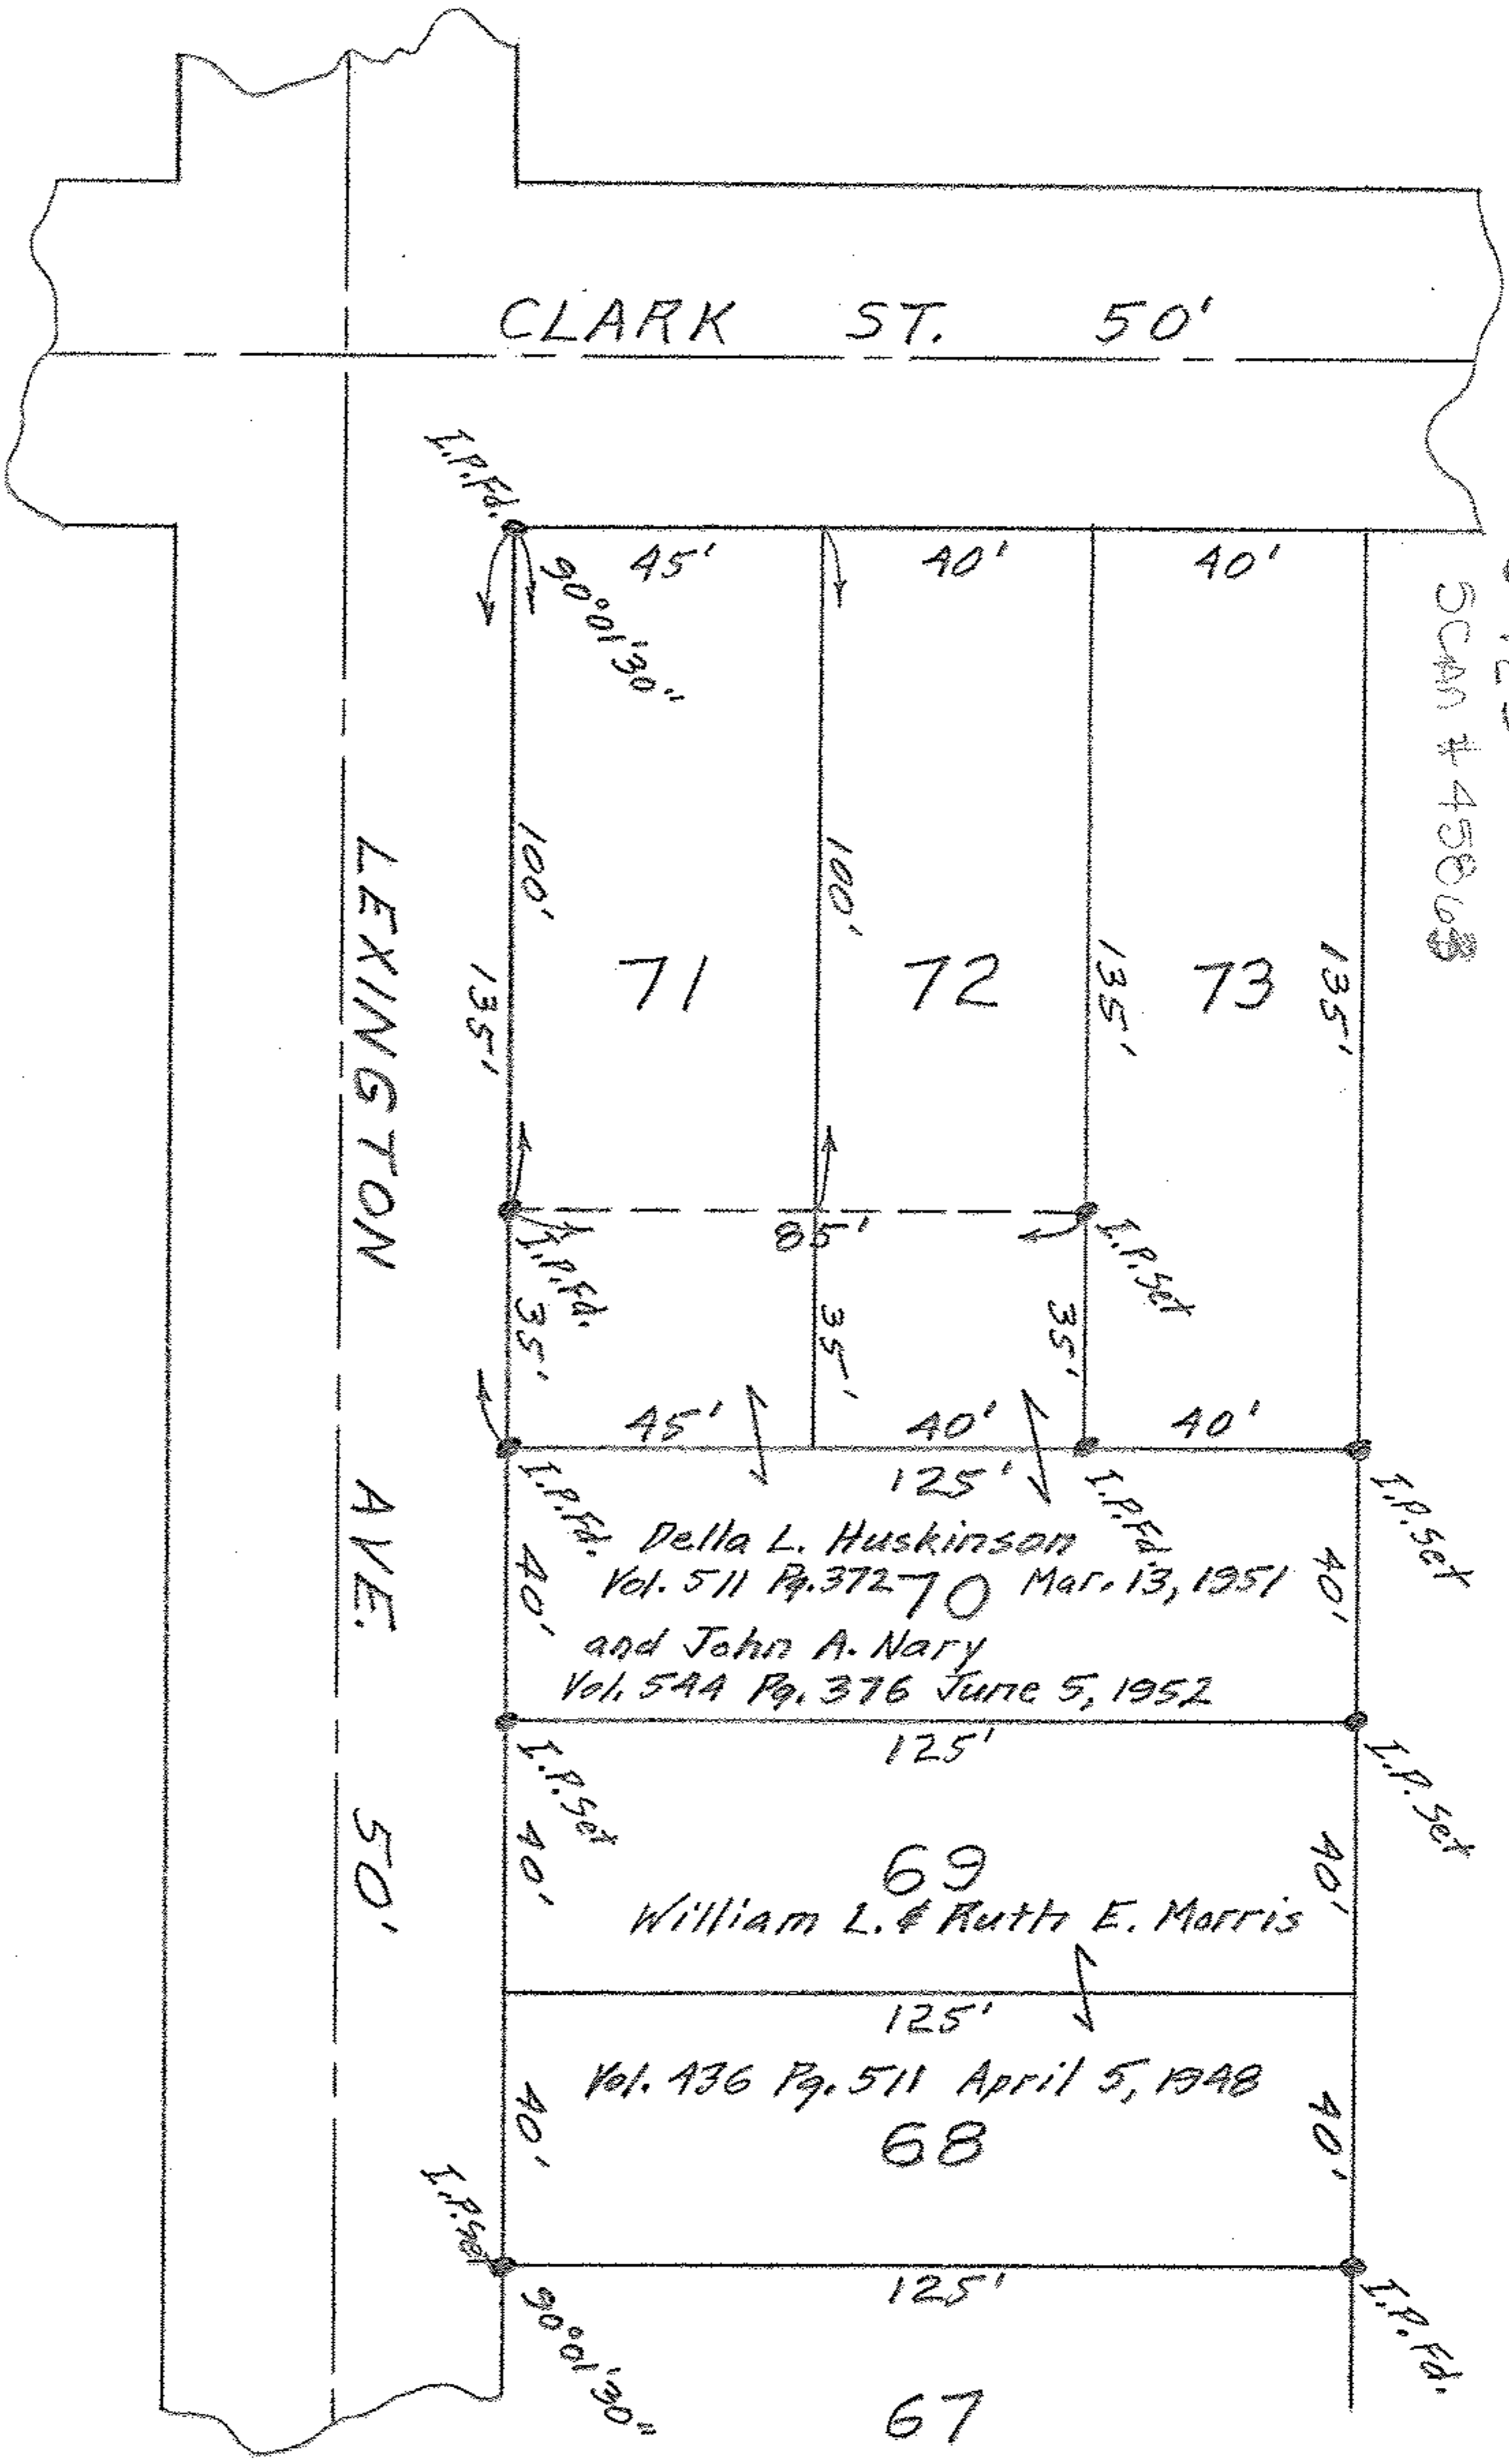 CLARK ST. 50'
I.P.Fd.
45' 40' 40'
90°01'30"
100' 100'
135' 135' 135'
71 72 73
LEXINGTON AVE. 50'
85'
I.P.Fd.
I.P.Set
35' 35' 35'
45' 40' 40'
125'
I.P.Fd.
I.P.Fd.
I.P.Set
Della L. Huskinson
Vol. 511 Pg. 372 70 Mar. 13, 1951
and John A. Nary
Vol. 544 Pg. 376 June 5, 1952
40' 40'
125'
I.P.Set
I.P.Set
40' 40'
69
William L. & Ruth E. Morris
125'
Vol. 436 Pg. 511 April 5, 1948
40' 40'
68
I.P.Set
125'
I.P.Fd.
90°01'30"
67
SCAN #